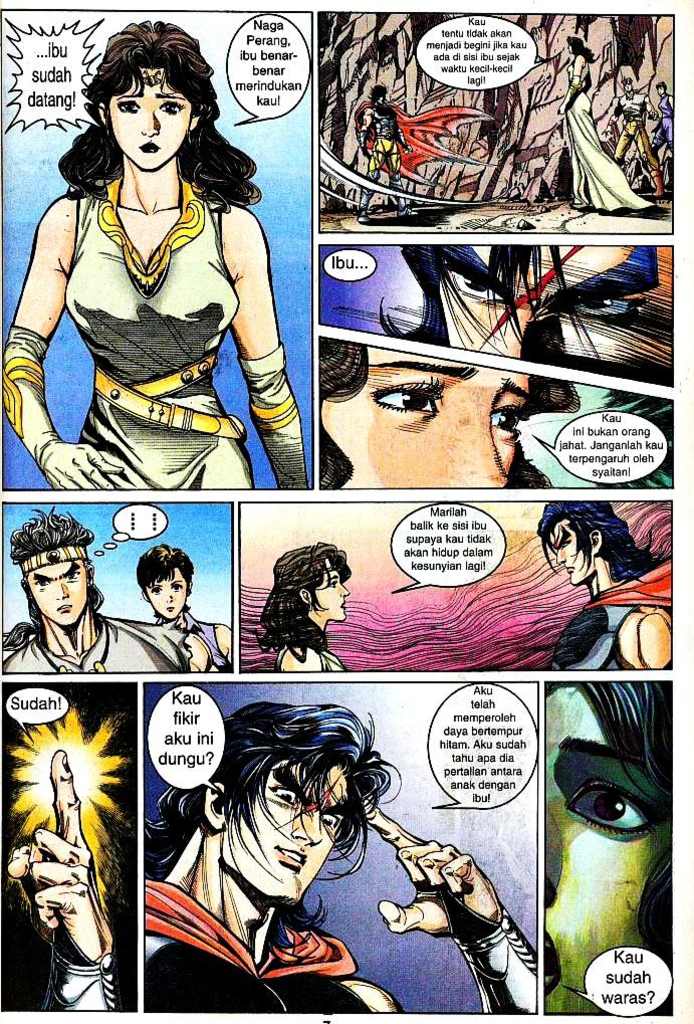 ...ibu
sudah
datang!
Naga
Perang,
ibu benar-
benar
merindukan
kau!
Kau
tentu tidak akan
menjadi begini jika kau
ada di sisi ibu sejak
waktu kecil-kecil
lagi!
Ibu...
Kau
ini bukan orang
jahat. Janganlah kau
terpengaruh oleh
syaitan!
! !
Marilah
balik ke sisi ibu
supaya kau tidak
akan hidup dalam
kesunyian lagi!
Sudah!
Kau
fikir
aku ini
dungu?
Aku
telah
memperoleh
daya bertempur
hitam. Aku sudah
tahu apa dia
pertalian antara
anak dengan
ibu!
Kau
sudah
waras?
7